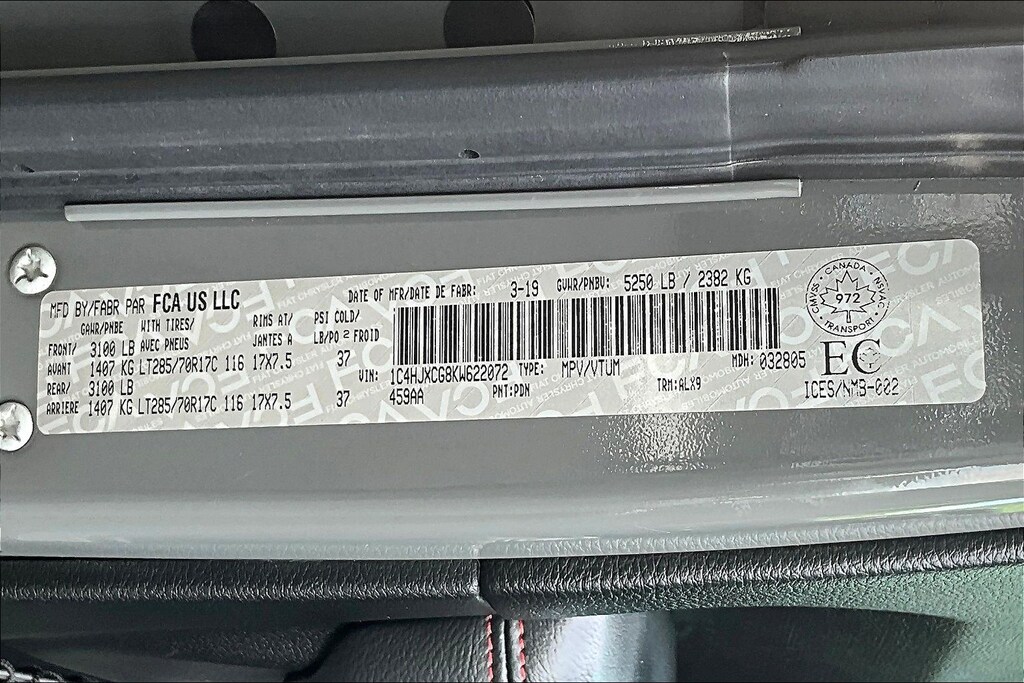 MFD BY/FABR PAR FCA US LLC
DATE OF MFR/DATE DE FABR: 3-19 GVWR/PNBV: 5250 LB / 2382 KG
GAWR/PNBE WITH TIRES/ RIMS AT/ PSI COLD/
AVEC PNEUS JANTES A LB/PO 2 FROID
FRONT/ 3100 LB
AVANT 1407 KG LT285/70R17C 116 17X7.5 37
REAR/ 3100 LB
ARRIERE 1407 KG LT285/70R17C 116 17X7.5 37
VIN: 1C4HJXCG8KW622072 TYPE: MPV/VTUM MDH: 032805
459AA PNT:PDN TRM:ALX9
CANADA
CMVSS 972 NSVAC
TRANSPORT
EC
ICES/NMB-002